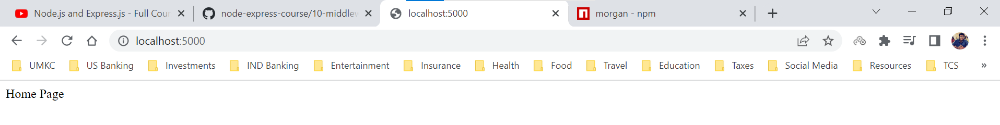 Node.js and Express.js - Full Cour
node-express-course/10-middlew
localhost:5000
morgan - npm
localhost:5000
UMKC US Banking Investments IND Banking Entertainment Insurance Health Food Travel Education Taxes Social Media Resources TCS »
Home Page